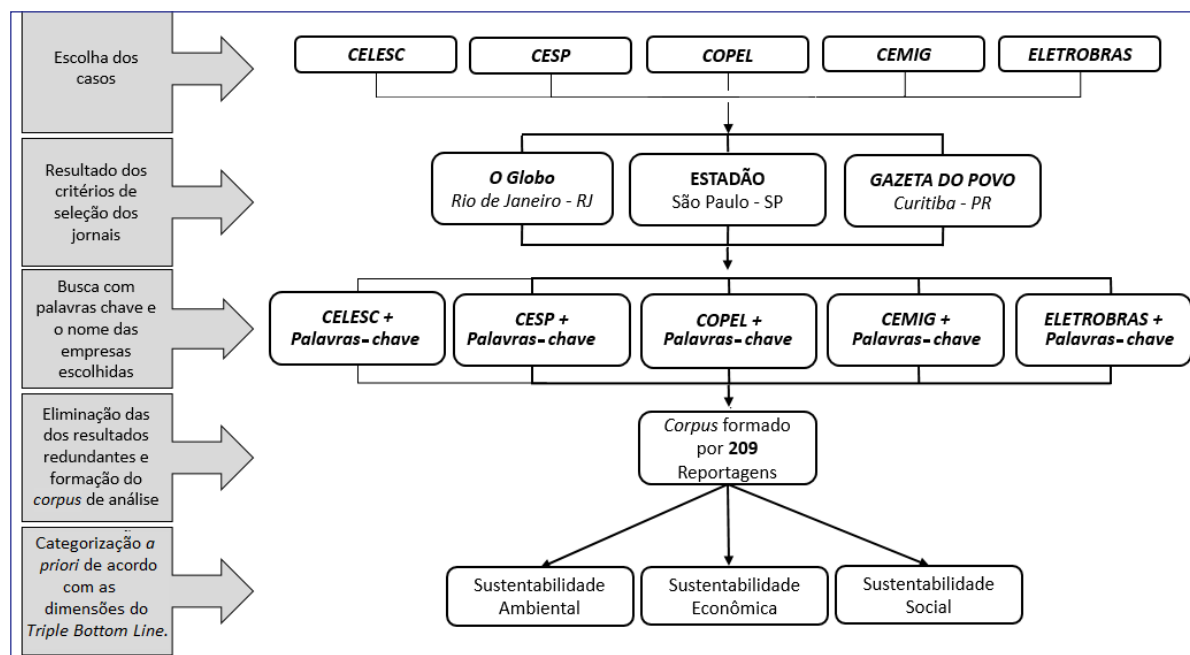 Escolha dos
casos
CELESC
CESP
COPEL
CEMIG
ELETROBRAS
Resultado dos
critérios de
seleção dos
jornais
O Globo
Rio de Janeiro - RJ
ESTADÃO
São Paulo - SP
GAZETA DO POVO
Curitiba - PR
Busca com
palavras chave e
o nome das
empresas
escolhidas
CELESC +
Palavras-chave
CESP +
Palavras-chave
COPEL +
Palavras-chave
CEMIG +
Palavras-chave
ELETROBRAS +
Palavras-chave
Eliminação das
dos resultados
redundantes e
formação do
corpus de análise
Corpus formado
por 209
Reportagens
Categorização a
priori de acordo
com as
dimensões do
Triple Bottom Line.
Sustentabilidade
Ambiental
Sustentabilidade
Econômica
Sustentabilidade
Social